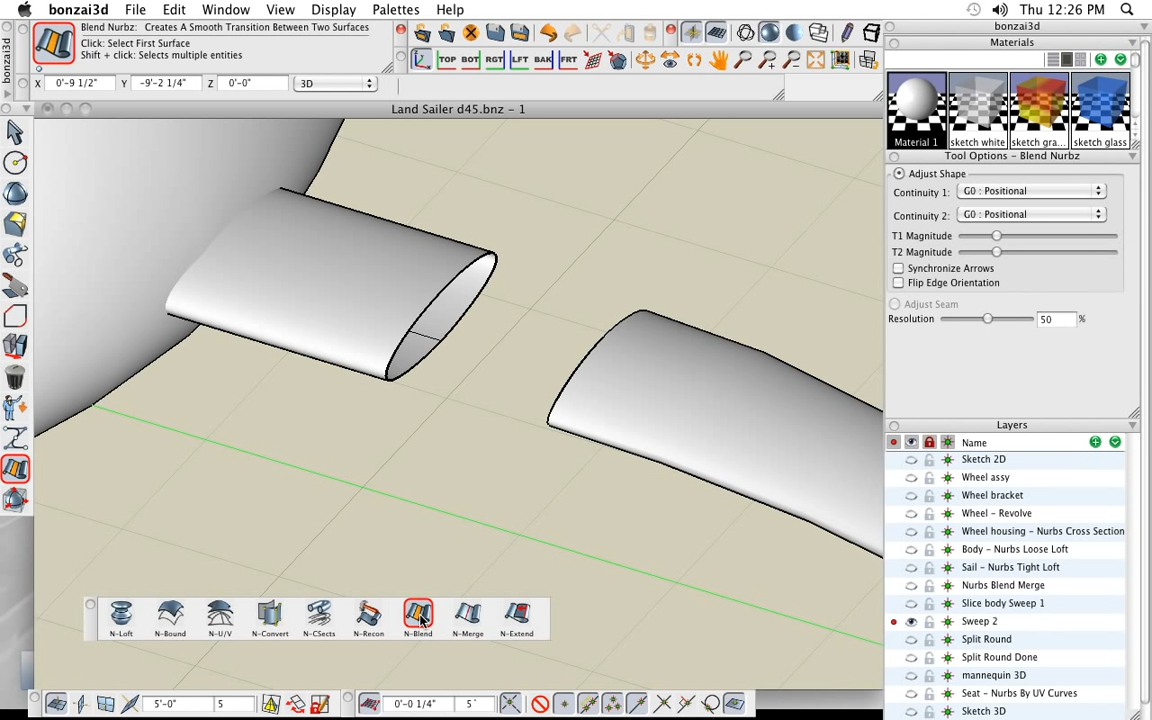 bonzai3d File Edit Window View Display Palettes Help Thu 12:26 PM
bonzai3d
Blend Nurbz: Creates A Smooth Transition Between Two Surfaces
Click: Select First Surface
Shift + click: Selects multiple entities
TOP BOT RGT LFT BAK FRT
X 0'-9 1/2" Y -9'-2 1/4" Z 0'-0" 3D
Land Sailer d45.bnz - 1
bonzai3d
Materials
Material 1 sketch white sketch gra... sketch glass
Tool Options - Blend Nurbz
Adjust Shape
Continuity 1: G0 : Positional
Continuity 2: G0 : Positional
T1 Magnitude
T2 Magnitude
Synchronize Arrows
Flip Edge Orientation
Adjust Seam
Resolution 50 %
Layers
Name
Sketch 2D
Wheel assy
Wheel bracket
Wheel - Revolve
Wheel housing - Nurbs Cross Section
Body - Nurbs Loose Loft
Sail - Nurbs Tight Loft
Nurbs Blend Merge
Slice body Sweep 1
Sweep 2
Split Round
Split Round Done
mannequin 3D
Seat - Nurbs By UV Curves
Sketch 3D
N-Loft N-Bound N-U/V N-Convert N-CSects N-Recon N-Blend N-Merge N-Extend
5'-0" 5 0'-0 1/4" 5°